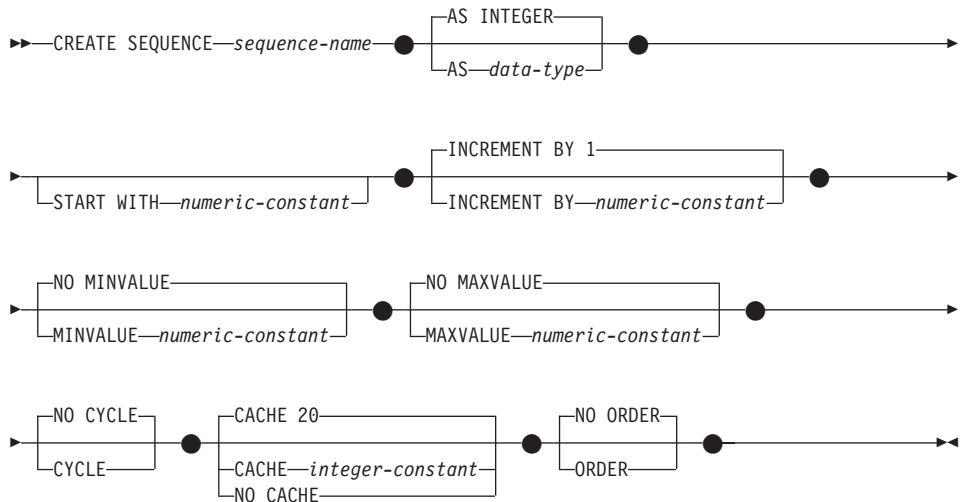 AS INTEGER
CREATE SEQUENCE sequence-name
AS data-type
INCREMENT BY 1
START WITH numeric-constant
INCREMENT BY numeric-constant
NO MINVALUE
NO MAXVALUE
MINVALUE numeric-constant
MAXVALUE numeric-constant
NO CYCLE
CACHE 20
NO ORDER
CYCLE
CACHE integer-constant
ORDER
NO CACHE